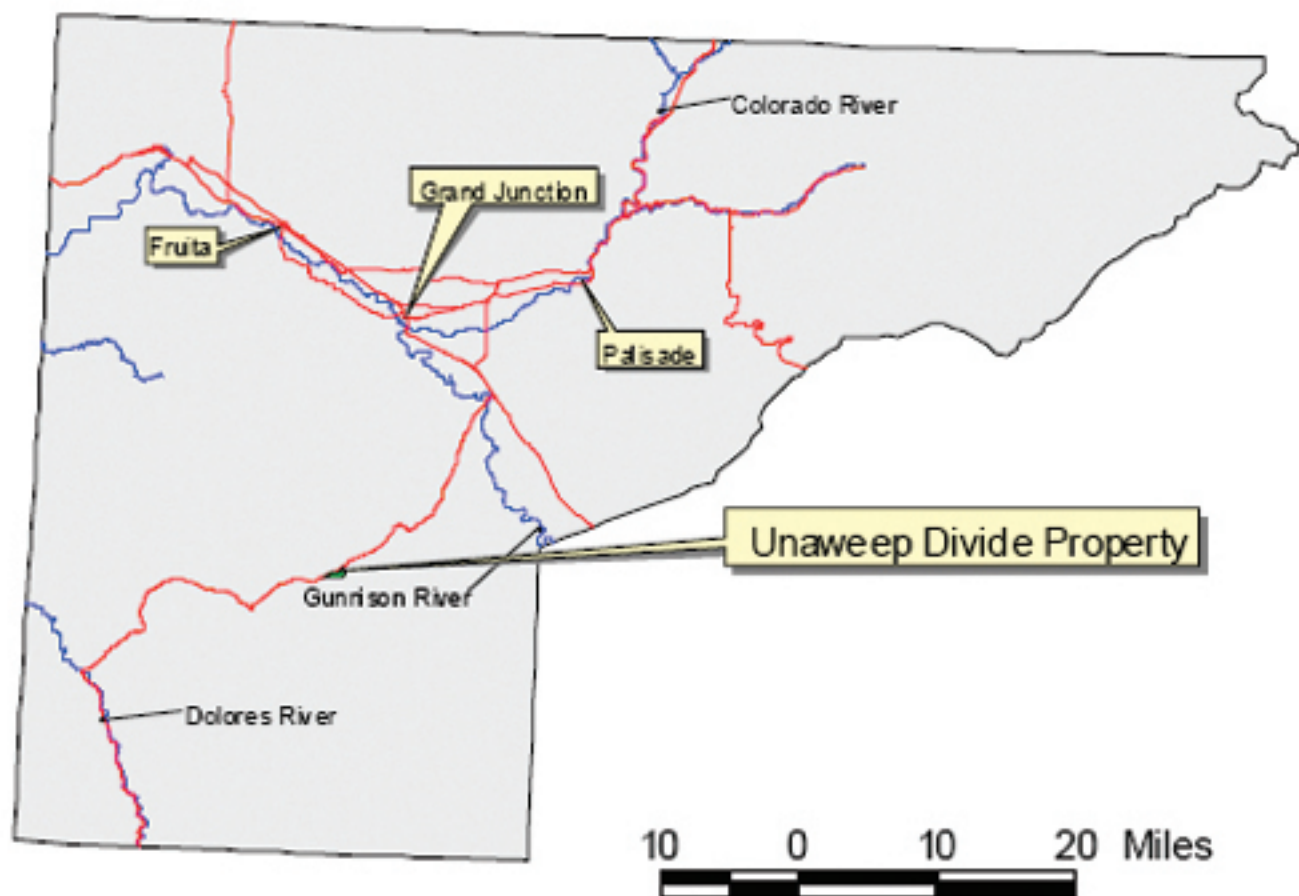 Colorado River
Grand Junction
Fruita
Palisade
Unaweep Divide Property
Gunnison River
Dolores River
10 0 10 20 Miles